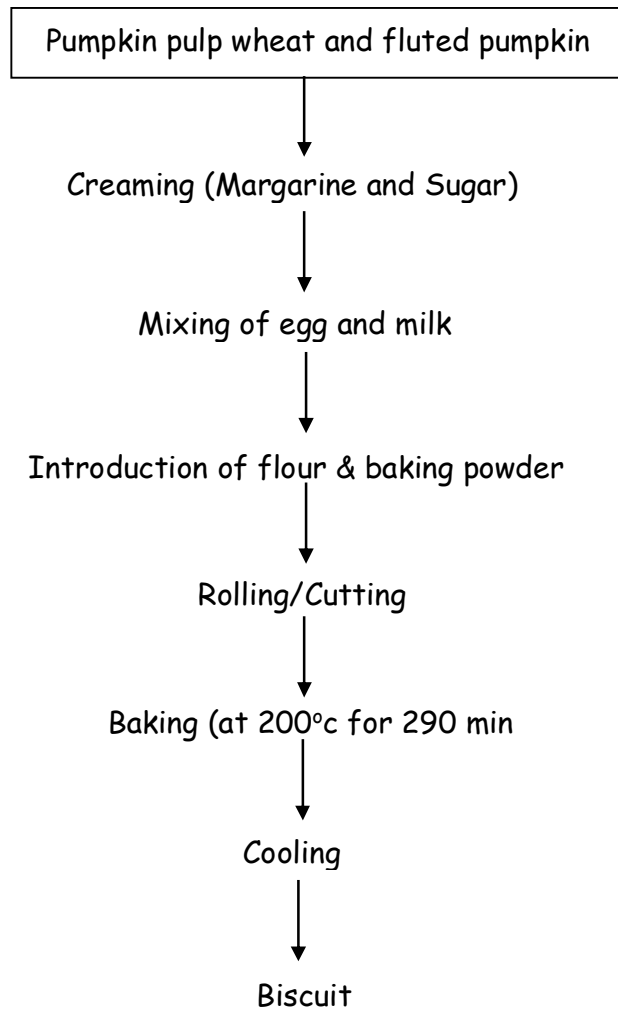 Pumpkin pulp wheat and fluted pumpkin
Creaming (Margarine and Sugar)
Mixing of egg and milk
Introduction of flour & baking powder
Rolling/Cutting
Baking (at 200°c for 290 min
Cooling
Biscuit